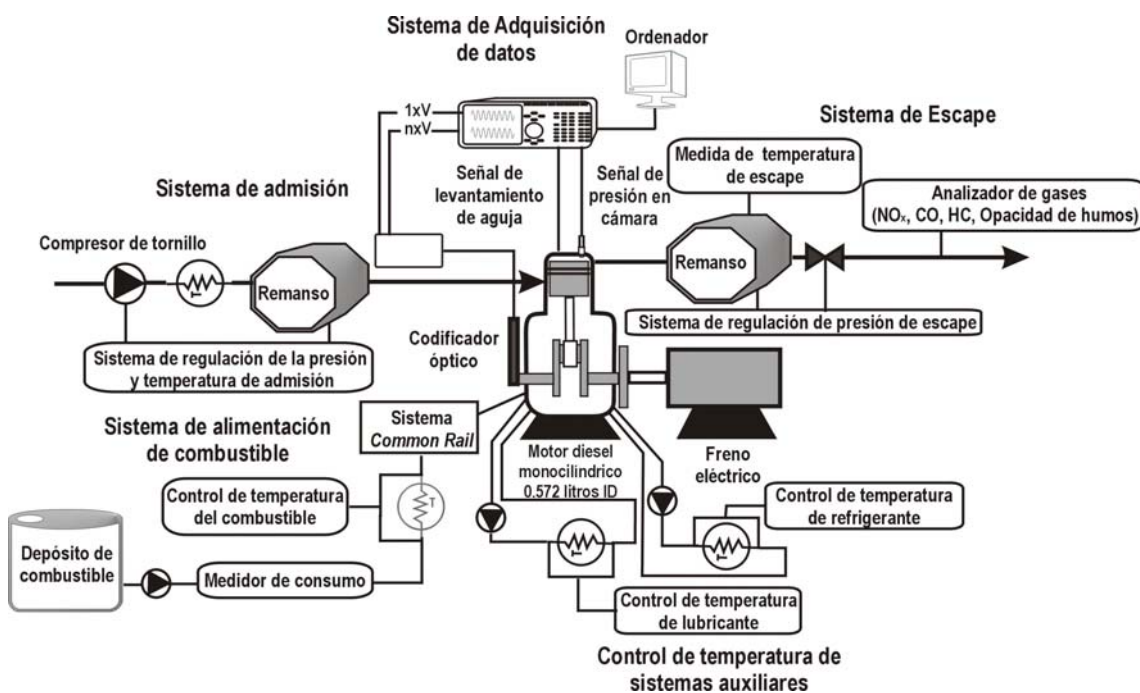 Sistema de Adquisición
de datos
Ordenador
1xV
nxV
Sistema de Escape
Señal de
levantamiento
de aguja
Señal de
presión en
cámara
Medida de temperatura
de escape
Sistema de admisión
Analizador de gases
(NOx, CO, HC, Opacidad de humos)
Compresor de tornillo
T
Remanso
Remanso
Sistema de regulación de presión de escape
Codificador
óptico
Sistema de regulación de la presión
y temperatura de admisión
Sistema de alimentación
de combustible
Sistema
Common Rail
Motor diesel
monocilíndrico
0.572 litros ID
Freno
eléctrico
Control de temperatura
del combustible
T
Control de temperatura
de refrigerante
T
T
Depósito de
combustible
Medidor de consumo
Control de temperatura
de lubricante
Control de temperatura de
sistemas auxiliares